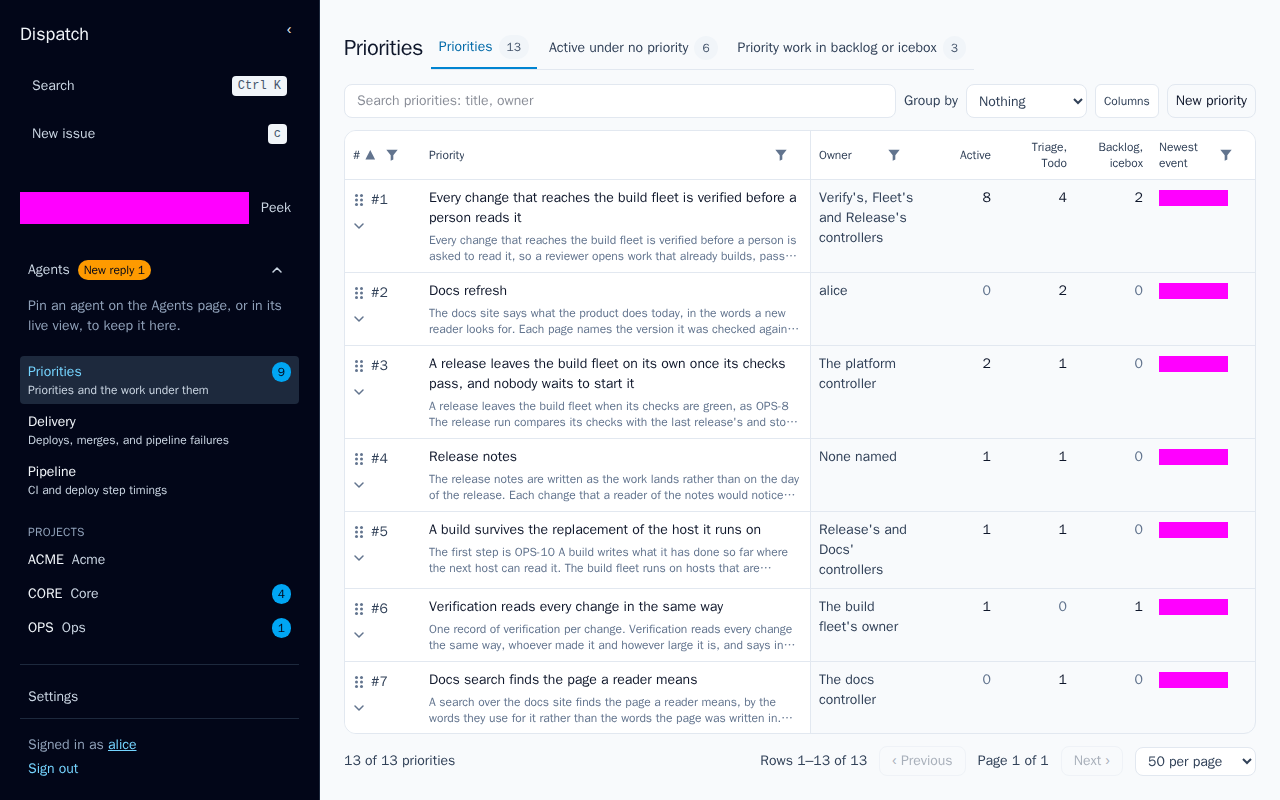 Dispatch
‹
Search
Ctrl K
New issue
C
Peek
Agents
New reply 1
Pin an agent on the Agents page, or in its
live view, to keep it here.
Priorities
9
Priorities and the work under them
Delivery
Deploys, merges, and pipeline failures
Pipeline
CI and deploy step timings
PROJECTS
ACME Acme
CORE Core
4
OPS Ops
1
Settings
Signed in as alice
Sign out
Priorities
Priorities 13
Active under no priority 6
Priority work in backlog or icebox 3
Search priorities: title, owner
Group by
Nothing
Columns
New priority
# ▲
Priority
Owner
Active
Triage,
Todo
Backlog,
icebox
Newest
event
#1
Every change that reaches the build fleet is verified before a
person reads it
Every change that reaches the build fleet is verified before a person is
asked to read it, so a reviewer opens work that already builds, pass…
Verify's, Fleet's
and Release's
controllers
8
4
2
#2
Docs refresh
The docs site says what the product does today, in the words a new
reader looks for. Each page names the version it was checked again…
alice
0
2
0
#3
A release leaves the build fleet on its own once its checks
pass, and nobody waits to start it
A release leaves the build fleet when its checks are green, as OPS-8
The release run compares its checks with the last release's and sto…
The platform
controller
2
1
0
#4
Release notes
The release notes are written as the work lands rather than on the day
of the release. Each change that a reader of the notes would notice…
None named
1
1
0
#5
A build survives the replacement of the host it runs on
The first step is OPS-10 A build writes what it has done so far where
the next host can read it. The build fleet runs on hosts that are…
Release's and
Docs'
controllers
1
1
0
#6
Verification reads every change in the same way
One record of verification per change. Verification reads every change
the same way, whoever made it and however large it is, and says in…
The build
fleet's owner
1
0
1
#7
Docs search finds the page a reader means
A search over the docs site finds the page a reader means, by the
words they use for it rather than the words the page was written in.…
The docs
controller
0
1
0
13 of 13 priorities
Rows 1–13 of 13
‹ Previous
Page 1 of 1
Next ›
50 per page